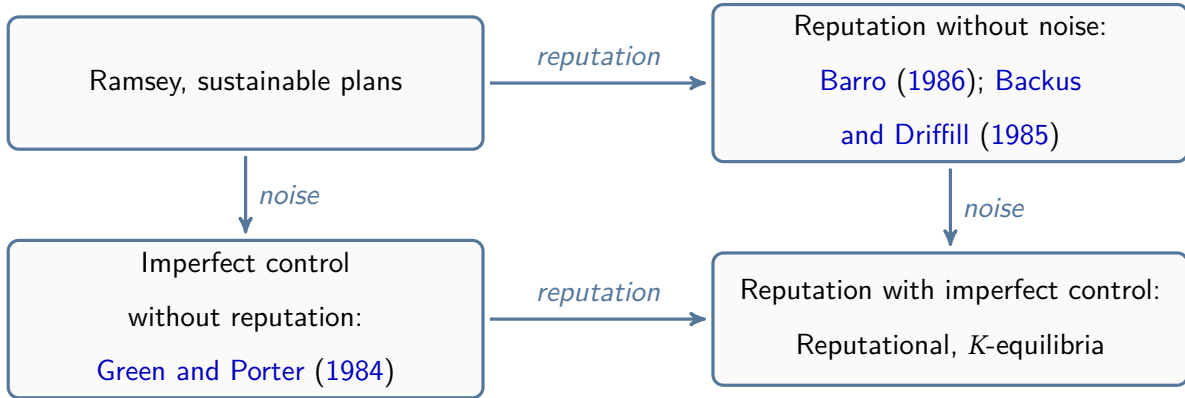 Ramsey, sustainable plans
reputation
Reputation without noise:
Barro (1986); Backus
and Driffill (1985)
noise
noise
Imperfect control
without reputation:
Green and Porter (1984)
reputation
Reputation with imperfect control:
Reputational, K-equilibria